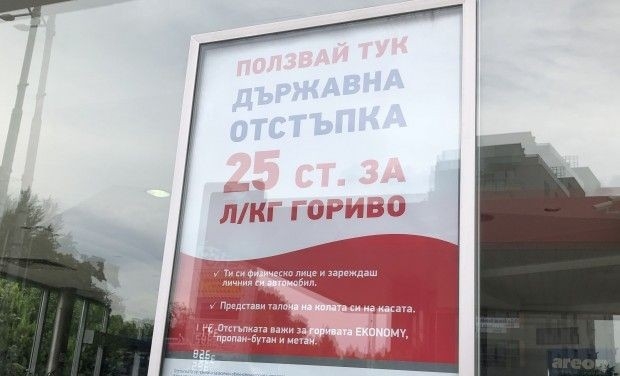 ПОЛЗВАЙ ТУК
ДЪРЖАВНА
ОТСТЪПКА
25 СТ. ЗА
Л/КГ ГОРИВО
✓ Ти си физическо лице и зареждаш
личния си автомобил.
✓ Представи талона на колата си на касата.
Отстъпката важи за горивата EKONOMY,
пропан-бутан и метан.
areon